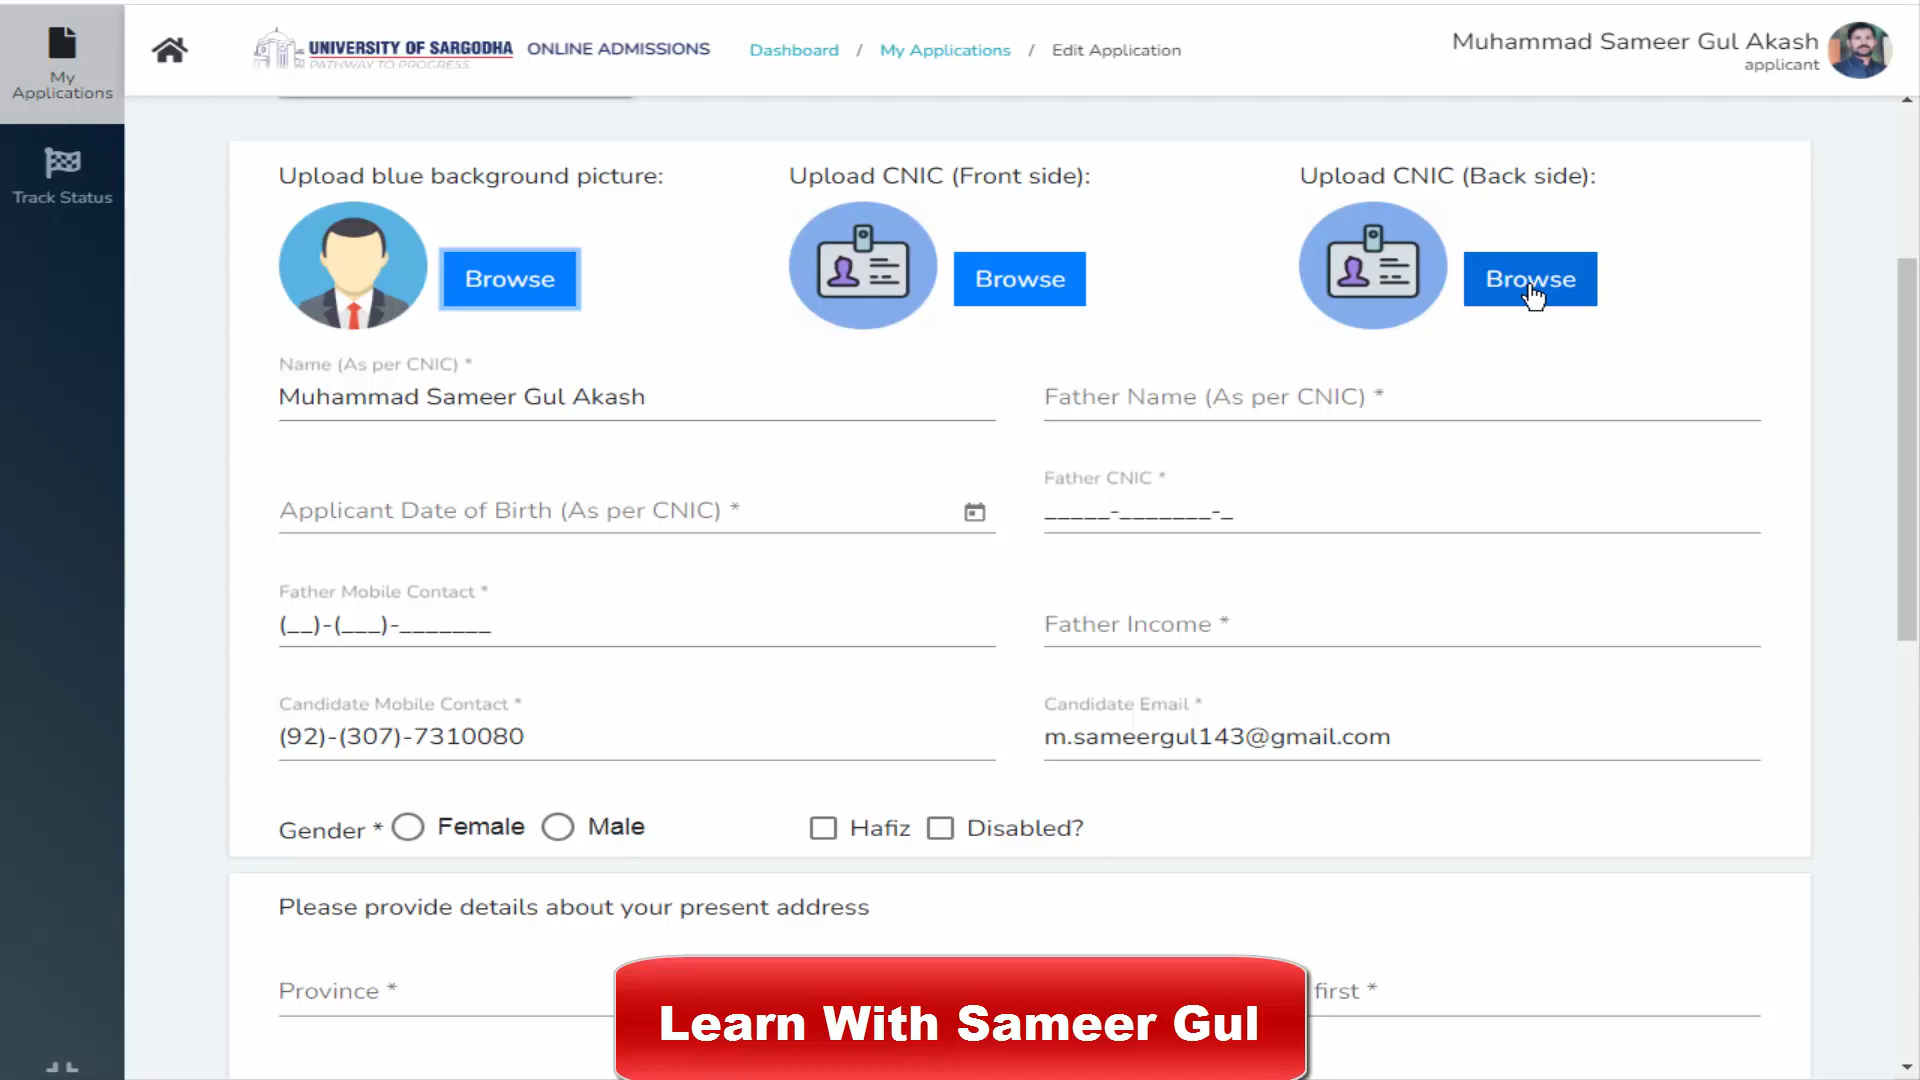 My
Applications
Track Status
UNIVERSITY OF SARGODHA
PATHWAY TO PROGRESS
ONLINE ADMISSIONS
Dashboard / My Applications / Edit Application
Muhammad Sameer Gul Akash
applicant
Upload blue background picture:
Browse
Upload CNIC (Front side):
Browse
Upload CNIC (Back side):
Browse
Name (As per CNIC) *
Muhammad Sameer Gul Akash
Father Name (As per CNIC) *
Applicant Date of Birth (As per CNIC) *
Father CNIC *
_____-_______-_
Father Mobile Contact *
(__)-(___)-_______
Father Income *
Candidate Mobile Contact *
(92)-(307)-7310080
Candidate Email *
m.sameergul143@gmail.com
Gender * Female Male
Hafiz Disabled?
Please provide details about your present address
Province *
first *
Learn With Sameer Gul